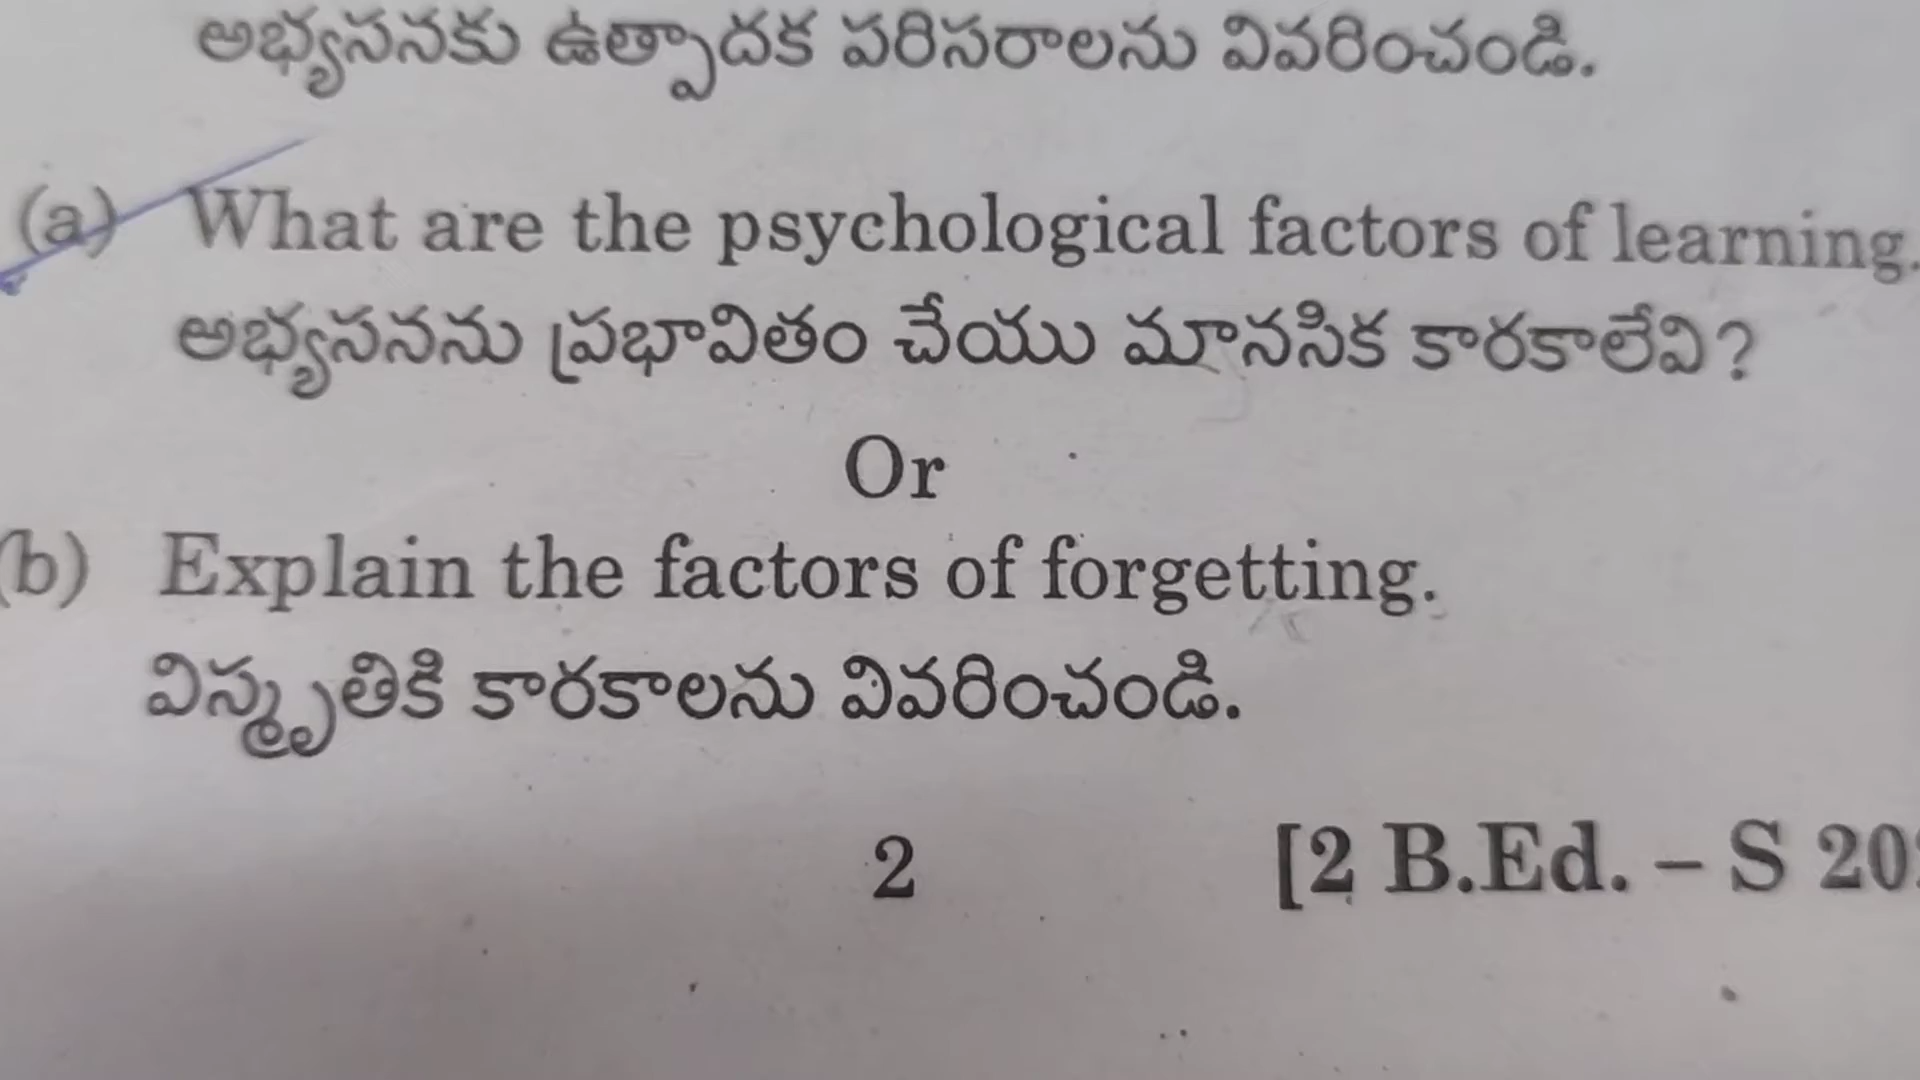 అభ్యసనకు ఉత్పాదక పరిసరాలను వివరించండి.
(a) What are the psychological factors of learning.
అభ్యసనను ప్రభావితం చేయు మానసిక కారకాలేవి?
Or
(b) Explain the factors of forgetting.
విస్మృతికి కారకాలను వివరించండి.
2 [2 B.Ed. – S 20